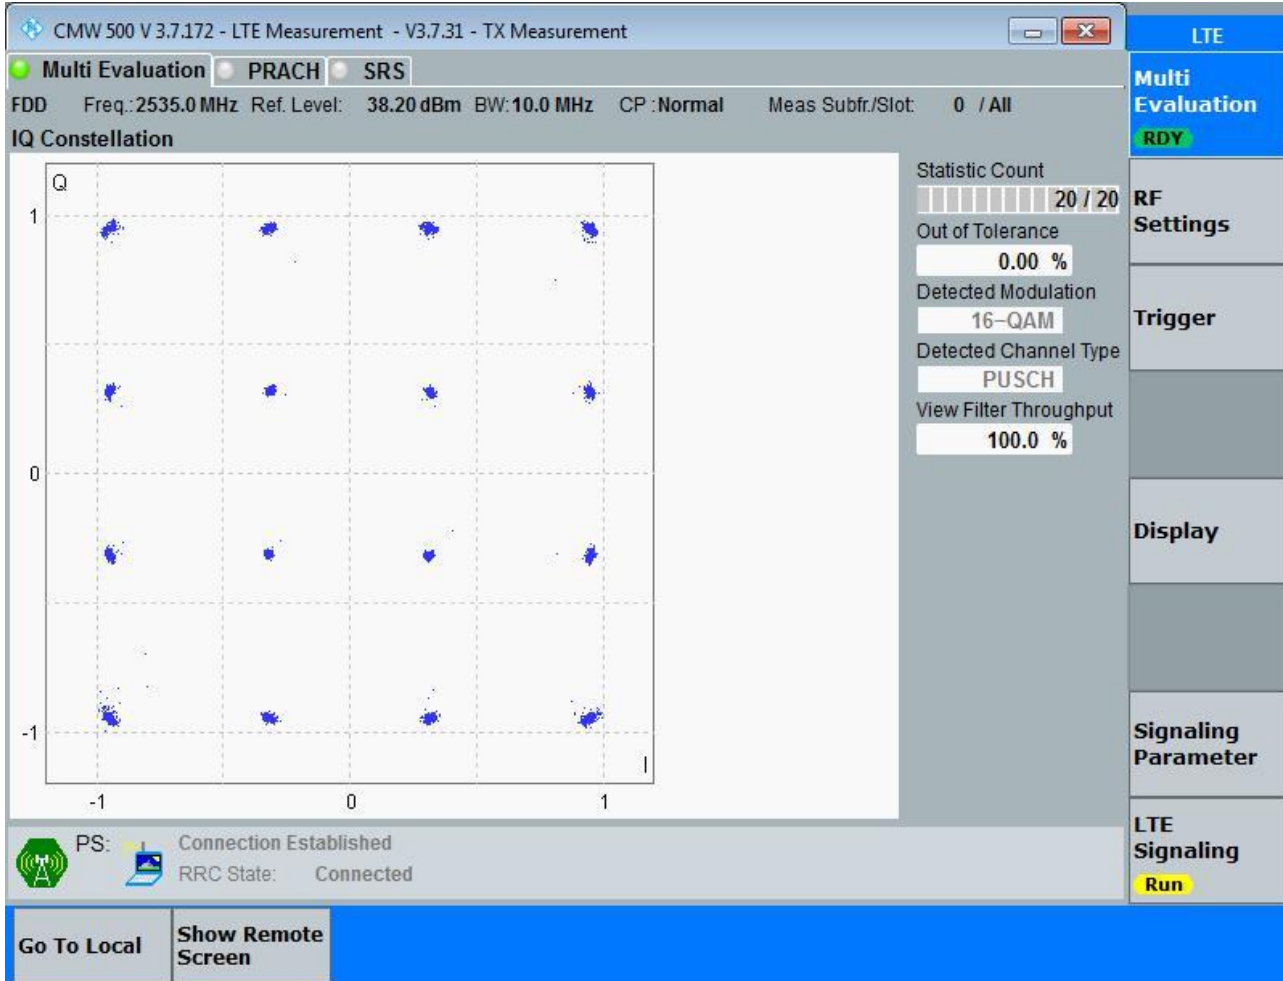 CMW 500 V 3.7.172 - LTE Measurement - V3.7.31 - TX Measurement
LTE
Multi Evaluation PRACH SRS
Multi
Evaluation
RDY
FDD Freq.: 2535.0 MHz Ref. Level: 38.20 dBm BW: 10.0 MHz CP : Normal Meas Subfr./Slot: 0 / All
IQ Constellation
Q
1
0
-1
I
-1 0 1
Statistic Count
20 / 20
Out of Tolerance
0.00 %
Detected Modulation
16-QAM
Detected Channel Type
PUSCH
View Filter Throughput
100.0 %
RF
Settings
Trigger
Display
Signaling
Parameter
LTE
Signaling
Run
PS: Connection Established
RRC State: Connected
Go To Local
Show Remote
Screen